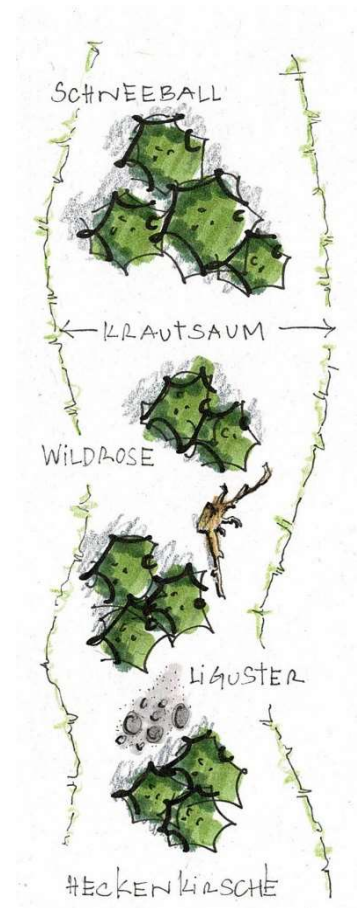 SCHNEEBALL
KRAUTSAUM
WILDROSE
LIGUSTER
HECKENKIRSCHE